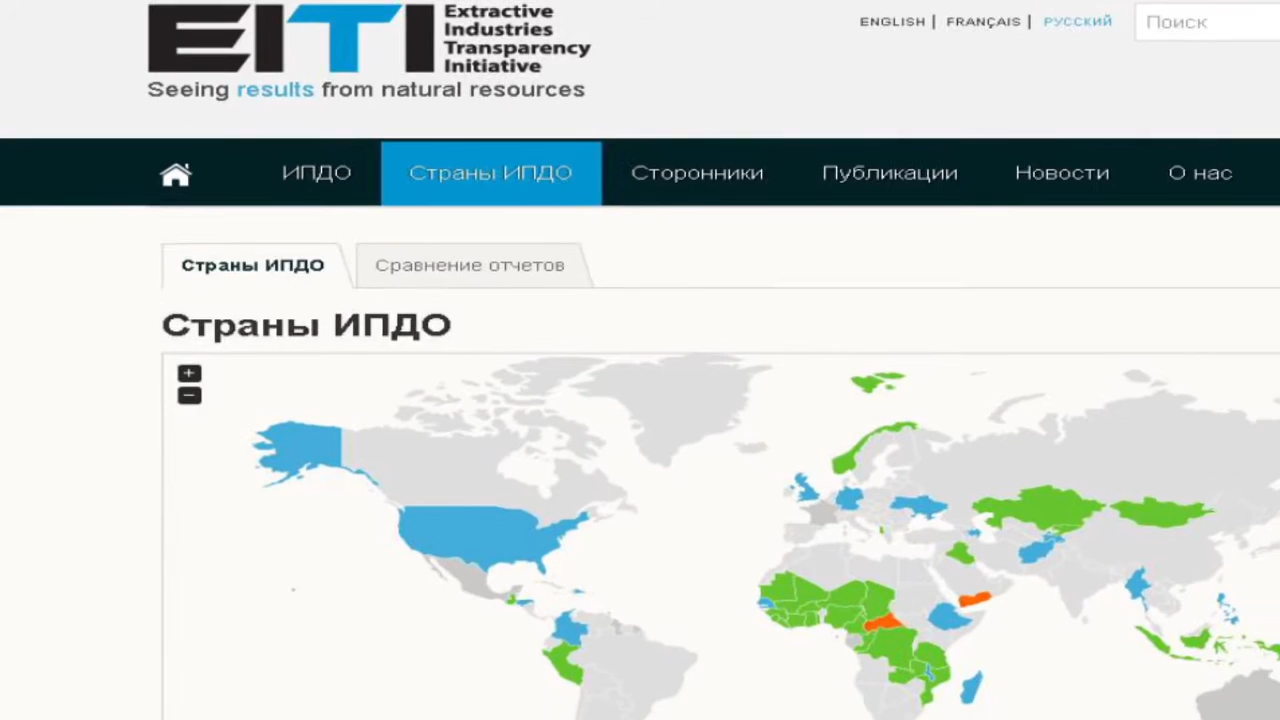 EITI
Extractive
Industries
Transparency
Initiative
Seeing results from natural resources
ENGLISH | FRANÇAIS | РУССКИЙ
Поиск
ИПДО Страны ИПДО Сторонники Публикации Новости О нас
Страны ИПДО Сравнение отчетов
Страны ИПДО
+
−